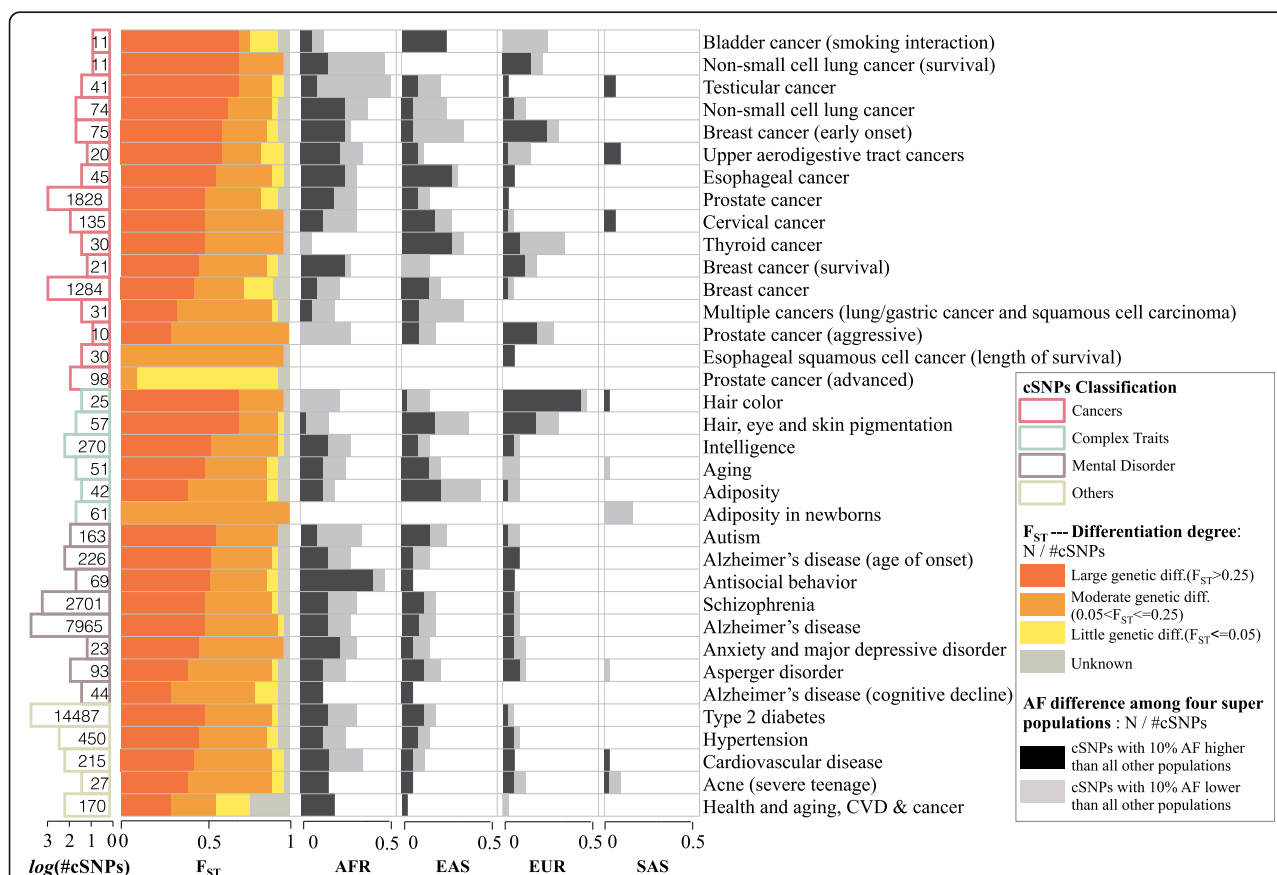 11 Bladder cancer (smoking interaction)
11 Non-small cell lung cancer (survival)
41 Testicular cancer
74 Non-small cell lung cancer
75 Breast cancer (early onset)
20 Upper aerodigestive tract cancers
45 Esophageal cancer
1828 Prostate cancer
135 Cervical cancer
30 Thyroid cancer
21 Breast cancer (survival)
1284 Breast cancer
31 Multiple cancers (lung/gastric cancer and squamous cell carcinoma)
10 Prostate cancer (aggressive)
30 Esophageal squamous cell cancer (length of survival)
98 Prostate cancer (advanced)
25 Hair color
57 Hair, eye and skin pigmentation
270 Intelligence
51 Aging
42 Adiposity
61 Adiposity in newborns
163 Autism
226 Alzheimer's disease (age of onset)
69 Antisocial behavior
2701 Schizophrenia
7965 Alzheimer's disease
23 Anxiety and major depressive disorder
93 Asperger disorder
44 Alzheimer's disease (cognitive decline)
14487 Type 2 diabetes
450 Hypertension
215 Cardiovascular disease
27 Acne (severe teenage)
170 Health and aging, CVD & cancer
3 2 1 0 0 0.5 1 0 0.5 0 0.5 0 0.5 0 0.5
log(#cSNPs) FST AFR EAS EUR SAS
cSNPs Classification
Cancers
Complex Traits
Mental Disorder
Others
FST --- Differentiation degree:
N / #cSNPs
Large genetic diff.(FST>0.25)
Moderate genetic diff.
(0.05<FST<=0.25)
Little genetic diff.(FST<=0.05)
Unknown
AF difference among four super
populations : N / #cSNPs
cSNPs with 10% AF higher
than all other populations
cSNPs with 10% AF lower
than all other populations